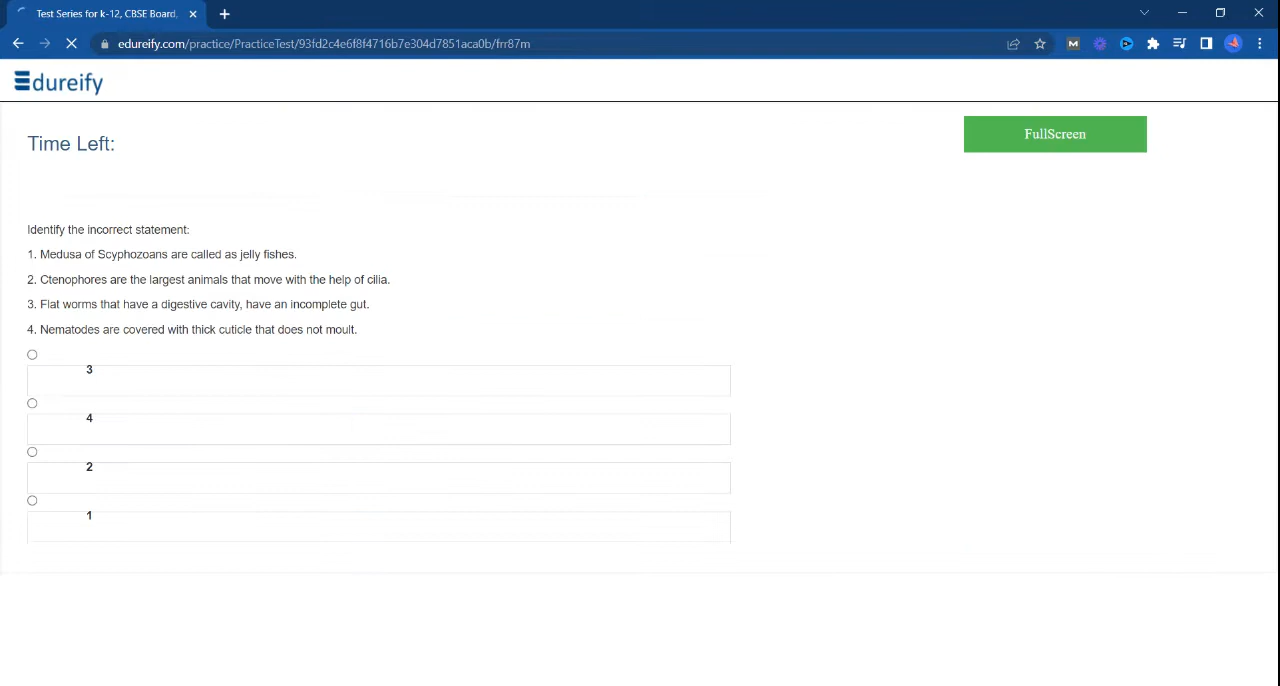 Test Series for k-12, CBSE Board,
edureify.com/practice/PracticeTest/93fd2c4e6f8f4716b7e304d7851aca0b/frr87m
M
Edureify
Time Left:
FullScreen
Identify the incorrect statement:
1. Medusa of Scyphozoans are called as jelly fishes.
2. Ctenophores are the largest animals that move with the help of cilia.
3. Flat worms that have a digestive cavity, have an incomplete gut.
4. Nematodes are covered with thick cuticle that does not moult.
3
4
2
1